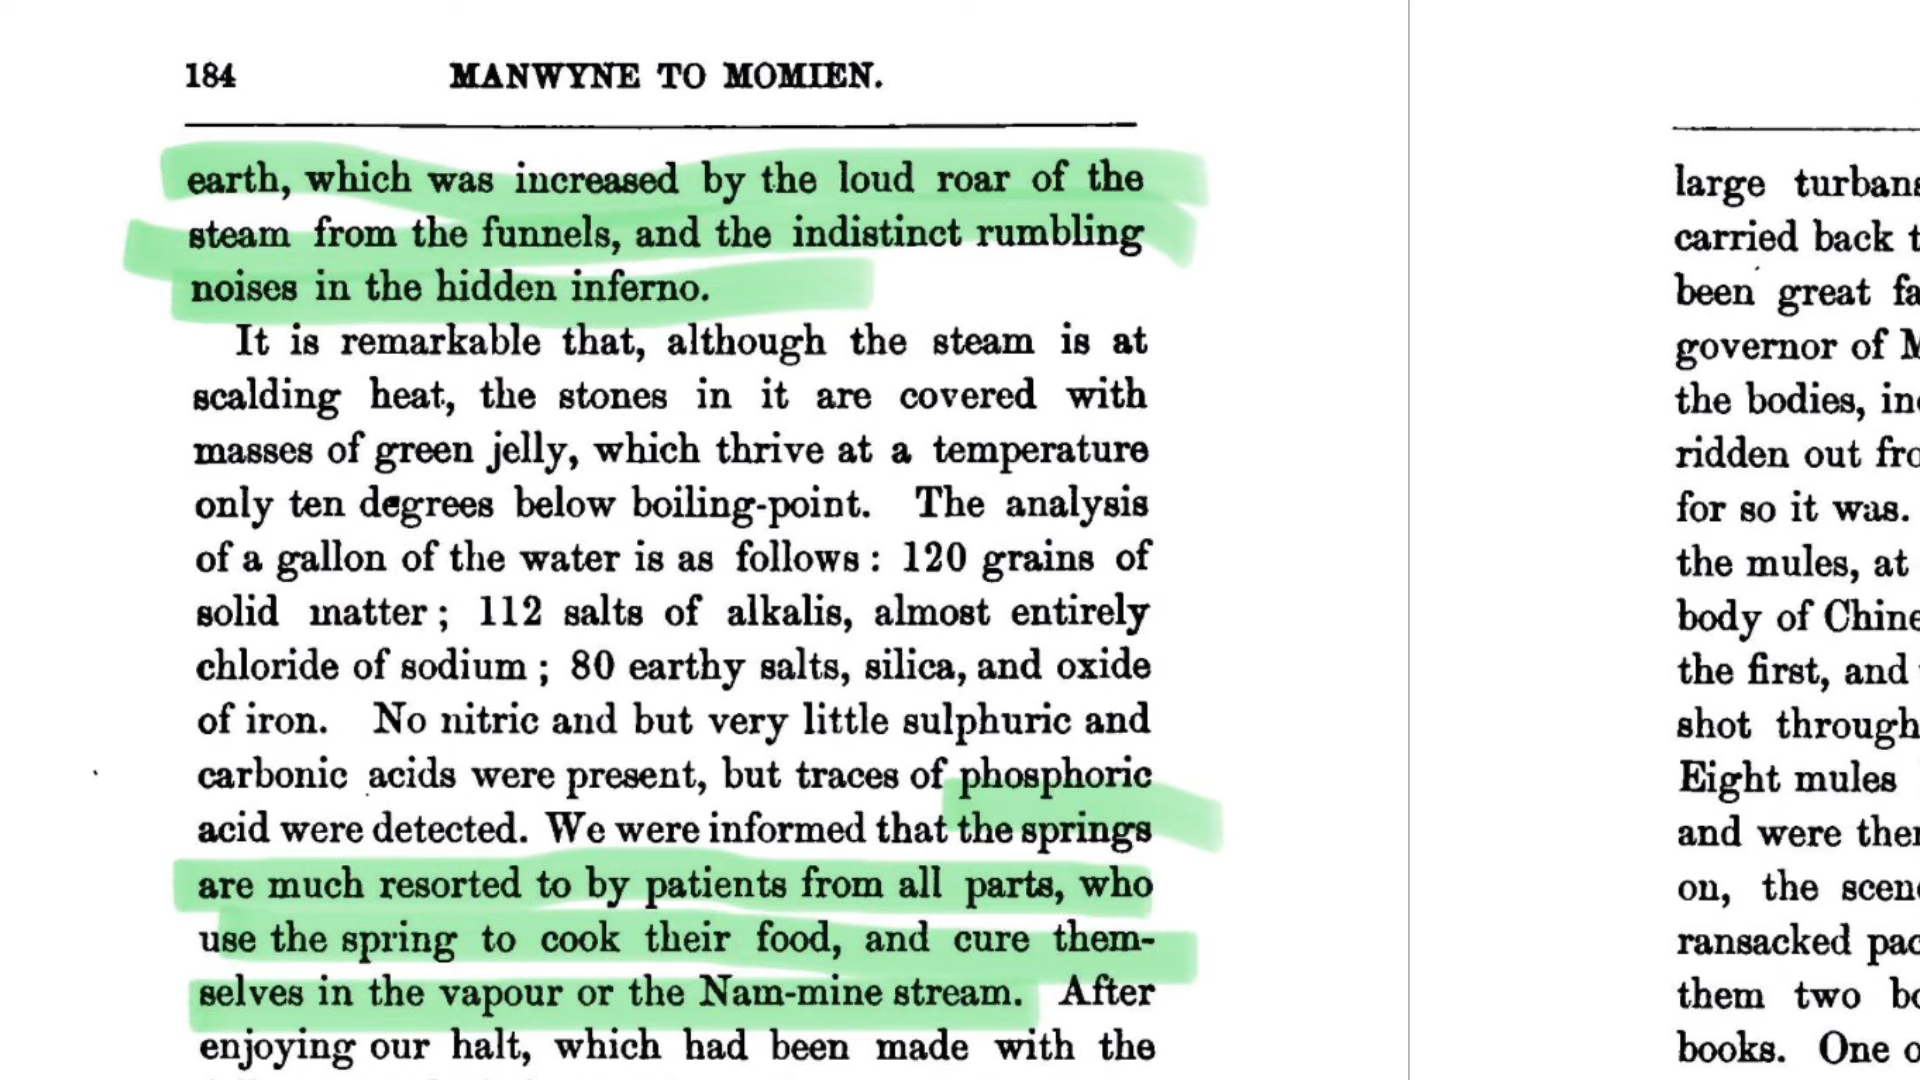 184 MANWYNE TO MOMIEN.
earth, which was increased by the loud roar of the
steam from the funnels, and the indistinct rumbling
noises in the hidden inferno.
It is remarkable that, although the steam is at
scalding heat, the stones in it are covered with
masses of green jelly, which thrive at a temperature
only ten degrees below boiling-point. The analysis
of a gallon of the water is as follows: 120 grains of
solid matter; 112 salts of alkalis, almost entirely
chloride of sodium; 80 earthy salts, silica, and oxide
of iron. No nitric and but very little sulphuric and
carbonic acids were present, but traces of phosphoric
acid were detected. We were informed that the springs
are much resorted to by patients from all parts, who
use the spring to cook their food, and cure them-
selves in the vapour or the Nam-mine stream. After
enjoying our halt, which had been made with the
large turbans
carried back t
been great fa
governor of M
the bodies, inc
ridden out fro
for so it was.
the mules, at
body of Chine
the first, and
shot through
Eight mules
and were then
on, the scene
ransacked pac
them two bo
books. One o